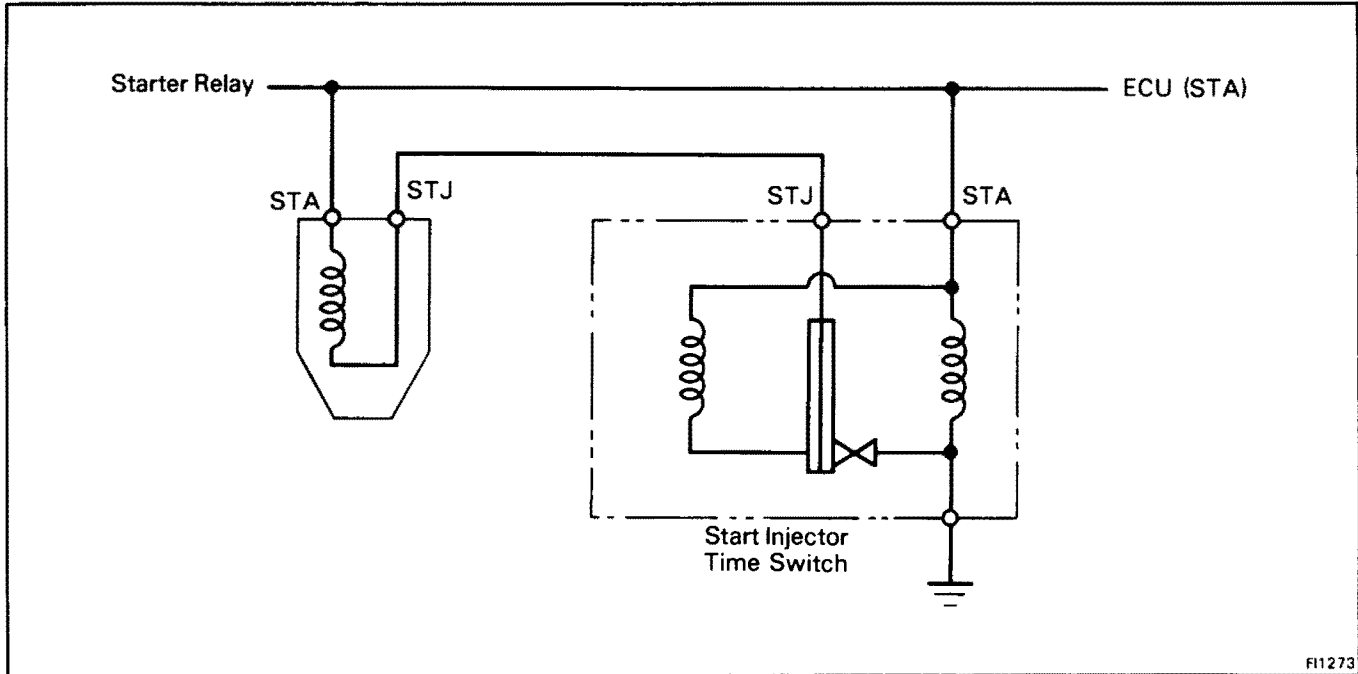 Starter Relay
ECU (STA)
STA
STJ
STJ
STA
Start Injector
Time Switch
FI1273